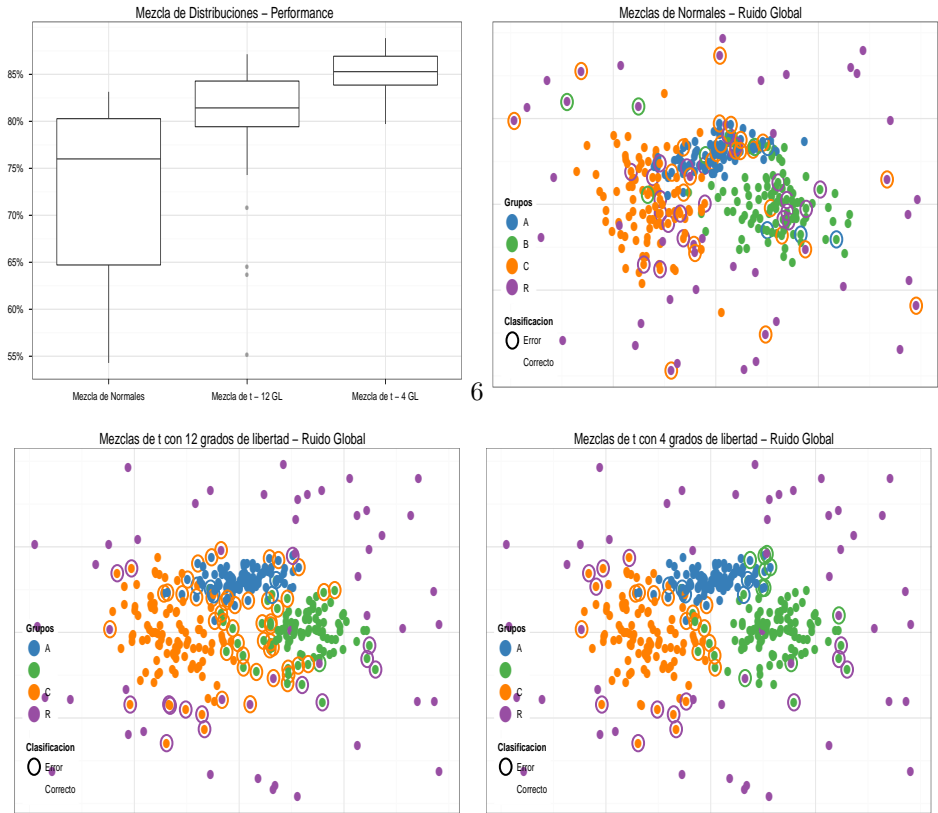 Mezcla de Distribuciones – Performance
85%
80%
75%
70%
65%
60%
55%
Mezcla de Normales
Mezcla de t – 12 GL
Mezcla de t – 4 GL
Mezclas de Normales – Ruido Global
Grupos
A
B
C
R
Clasificacion
Error
Correcto
6
Mezclas de t con 12 grados de libertad – Ruido Global
Grupos
A
C
R
Clasificacion
Error
Correcto
Mezclas de t con 4 grados de libertad – Ruido Global
Grupos
A
B
C
R
Clasificacion
Error
Correcto